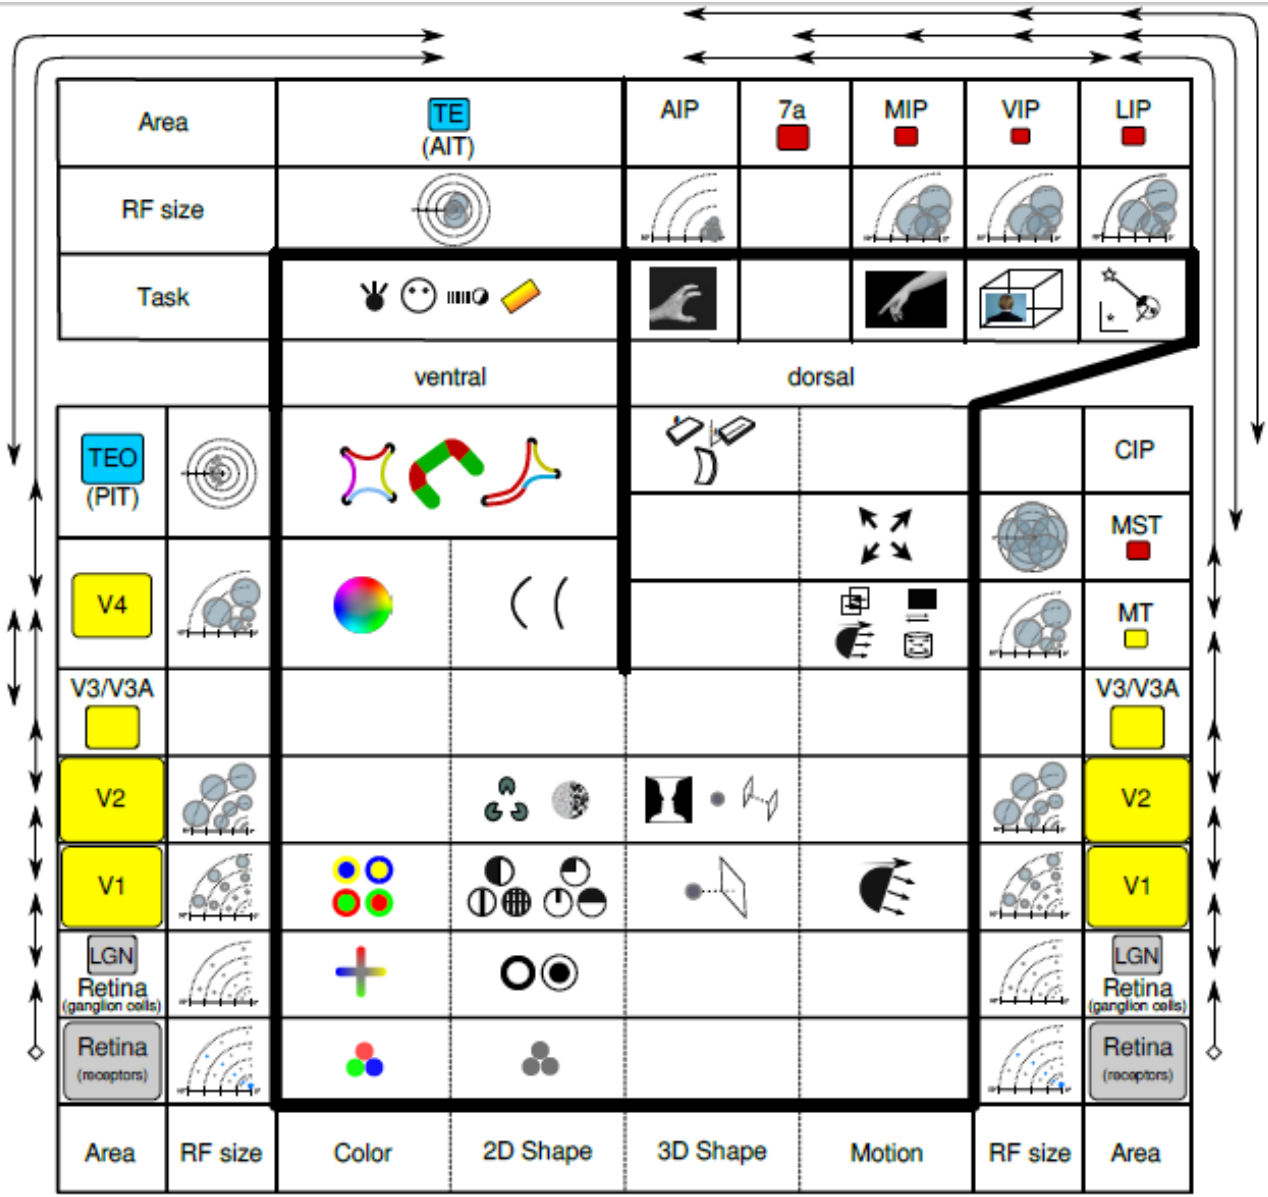 Area TE (AIT) AIP 7a MIP VIP LIP
RF size
Task
ventral dorsal
TEO (PIT) CIP
MST
V4 MT
V3/V3A V3/V3A
V2 V2
V1 V1
LGN Retina (ganglion cells) LGN Retina (ganglion cells)
Retina (receptors) Retina (receptors)
Area RF size Color 2D Shape 3D Shape Motion RF size Area